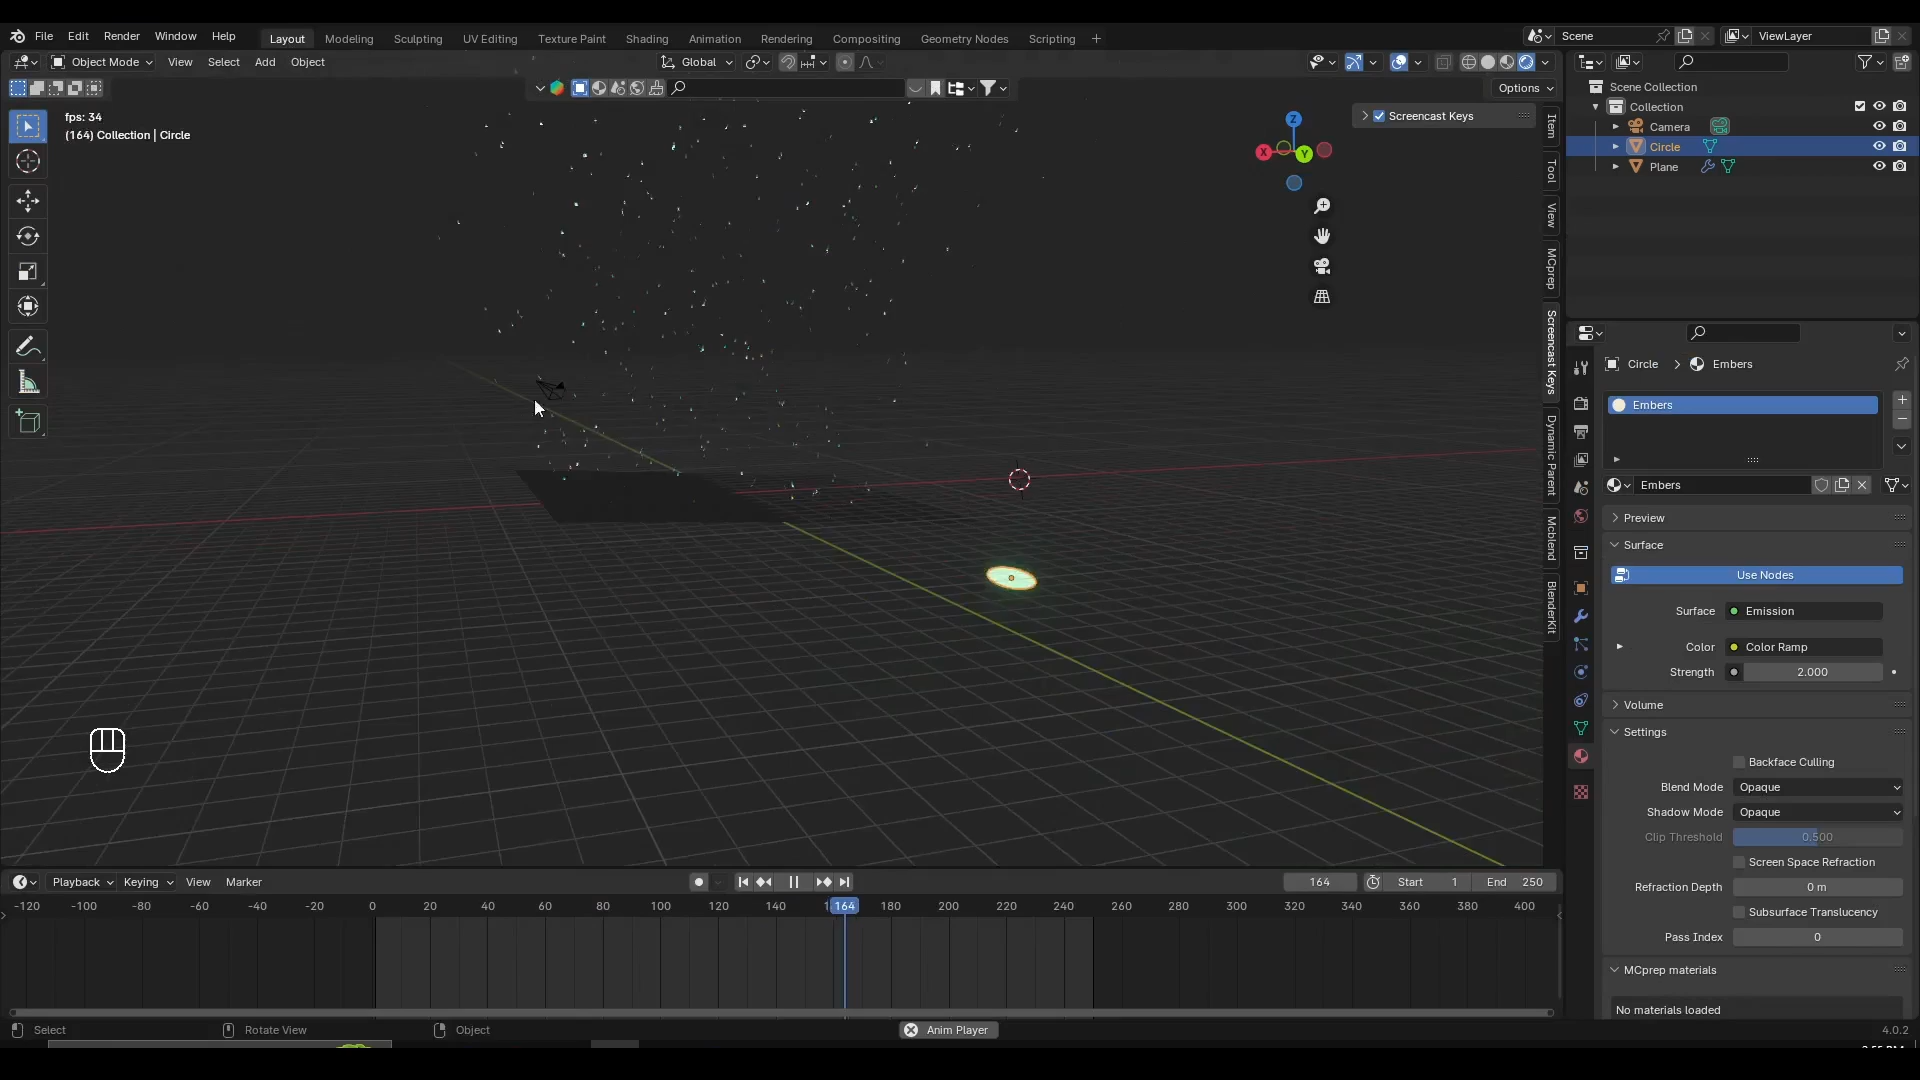 File Edit Render Window Help Layout Modeling Sculpting UV Editing Texture Paint Shading Animation Rendering Compositing Geometry Nodes Scripting + Scene ViewLayer
Object Mode View Select Add Object Global
Options
fps: 34
(164) Collection | Circle
Screencast Keys
Z
X
Y
Item
Tool
View
MCprep
Screencast Keys
Dynamic Parent
Mcblend
BlenderKit
Scene Collection
Collection
Camera
Circle
Plane
Circle > Embers
Embers
Embers
Preview
Surface
Use Nodes
Surface Emission
Color Color Ramp
Strength 2.000
Volume
Settings
Backface Culling
Blend Mode Opaque
Shadow Mode Opaque
Clip Threshold 0.500
Screen Space Refraction
Refraction Depth 0 m
Subsurface Translucency
Pass Index 0
MCprep materials
No materials loaded
Playback Keying View Marker 164 Start 1 End 250
-120 -100 -80 -60 -40 -20 0 20 40 60 80 100 120 140 164 180 200 220 240 260 280 300 320 340 360 380 400
Select Rotate View Object Anim Player 4.0.2